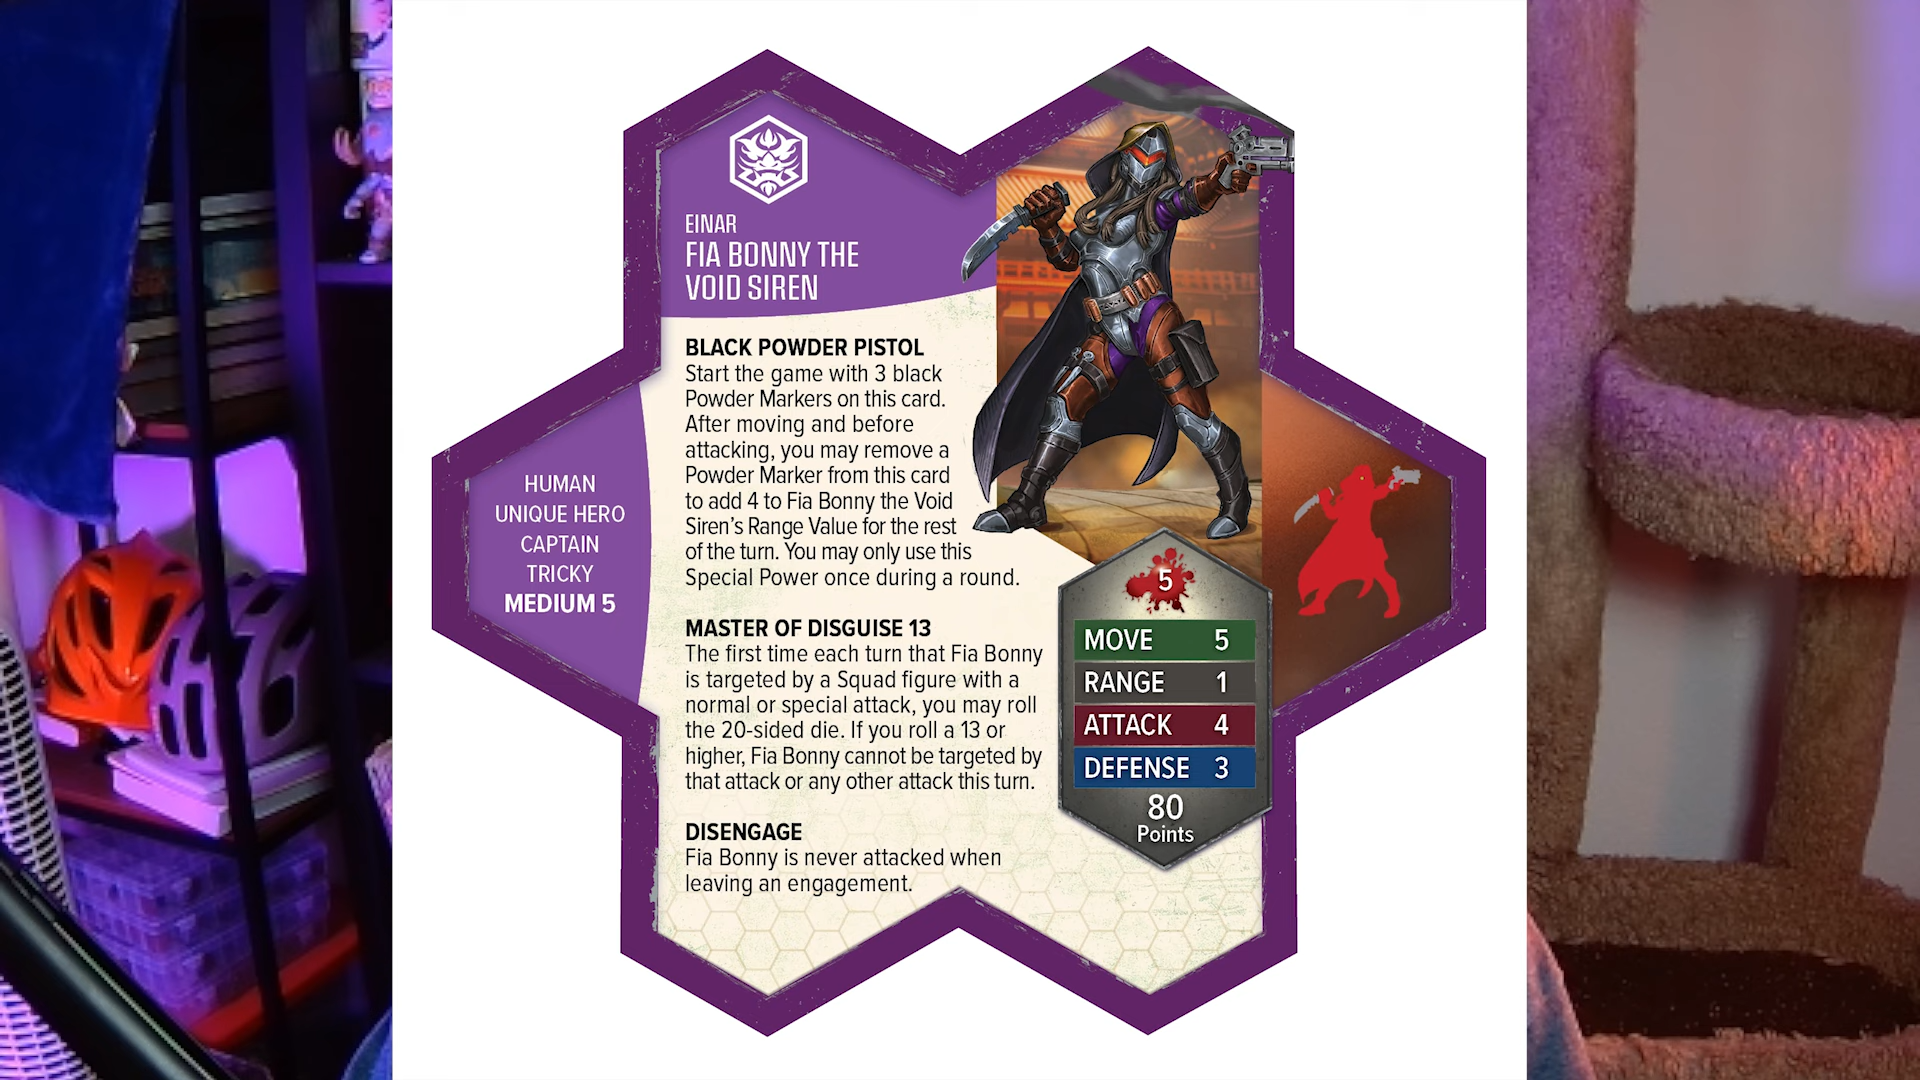 EINAR
FIA BONNY THE
VOID SIREN
BLACK POWDER PISTOL
Start the game with 3 black
Powder Markers on this card.
After moving and before
attacking, you may remove a
Powder Marker from this card
to add 4 to Fia Bonny the Void
Siren's Range Value for the rest
of the turn. You may only use this
Special Power once during a round.
MASTER OF DISGUISE 13
The first time each turn that Fia Bonny
is targeted by a Squad figure with a
normal or special attack, you may roll
the 20-sided die. If you roll a 13 or
higher, Fia Bonny cannot be targeted by
that attack or any other attack this turn.
DISENGAGE
Fia Bonny is never attacked when
leaving an engagement.
HUMAN
UNIQUE HERO
CAPTAIN
TRICKY
MEDIUM 5
5
MOVE 5
RANGE 1
ATTACK 4
DEFENSE 3
80
Points